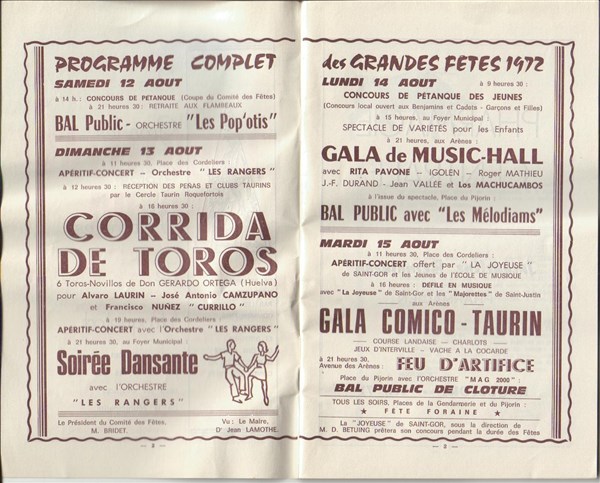 PROGRAMME COMPLET
SAMEDI 12 AOUT
à 14 h. : CONCOURS DE PETANQUE (Coupe du Comité des Fêtes)
à 21 heures 30 : RETRAITE AUX FLAMBEAUX
BAL Public - ORCHESTRE "Les Pop'otis"
DIMANCHE 13 AOUT
à 11 heures 30, Place des Cordeliers :
APÉRITIF-CONCERT - Orchestre " LES RANGERS "
à 12 heures 30 : RECEPTION DES PEÑAS ET CLUBS TAURINS
par le Cercle Taurin Roquefortois
à 16 heures 30 :
CORRIDA
DE TOROS
6 Toros-Novillos de Don GERARDO ORTEGA (Huelva)
pour Alvaro LAURIN - José Antonio CAMZUPANO
et Francisco NUÑEZ "CURRILLO"
à 19 heures, Place des Cordeliers :
APÉRITIF-CONCERT avec l'Orchestre " LES RANGERS "
à 21 heures 30, au Foyer Municipal :
Soirée Dansante
avec l'ORCHESTRE
" LES RANGERS "
Le Président du Comité des Fêtes.
M. BRIDET.
Vu : Le Maire,
Dr Jean LAMOTHE.
— 2 —
des GRANDES FETES 1972
LUNDI 14 AOUT à 9 heures 30 :
CONCOURS DE PÉTANQUE DES JEUNES
(Concours local ouvert aux Benjamins et Cadets - Garçons et Filles)
à 15 heures, au Foyer Municipal :
SPECTACLE DE VARIÉTÉS pour les Enfants
à 21 heures, aux Arènes :
GALA de MUSIC-HALL
avec RITA PAVONE - IGOLEN - Roger MATHIEU
J.-F. DURAND - Jean VALLÉE et Los MACHUCAMBOS
à l'issue du spectacle, Place du Pijorin :
BAL PUBLIC avec "Les Mélodiams"
MARDI 15 AOUT
à 11 heures 30, Place des Cordeliers :
APÉRITIF-CONCERT offert par " LA JOYEUSE "
de SAINT-GOR et les Jeunes de l'ÉCOLE DE MUSIQUE
à 16 heures : DEFILE EN MUSIQUE
avec "La Joyeuse" de Saint-Gor et les "Majorettes" de Saint-Justin
aux Arènes
GALA COMICO - TAURIN
COURSE LANDAISE — CHARLOTS
JEUX D'INTERVILLE - VACHE A LA COCARDE
à 21 heures 30,
Avenue des Arènes : FEU D'ARTIFICE
Place du Pijorin avec l'ORCHESTRE "MAG 2000" :
BAL PUBLIC DE CLOTURE
TOUS LES SOIRS, Places de la Gendarmerie et du Pijorin :
★ FÊTE FORAINE ★
La "JOYEUSE" de SAINT-GOR, sous la direction de
M. D. BETUING prêtera son concours pendant la durée des Fêtes
— 3 —